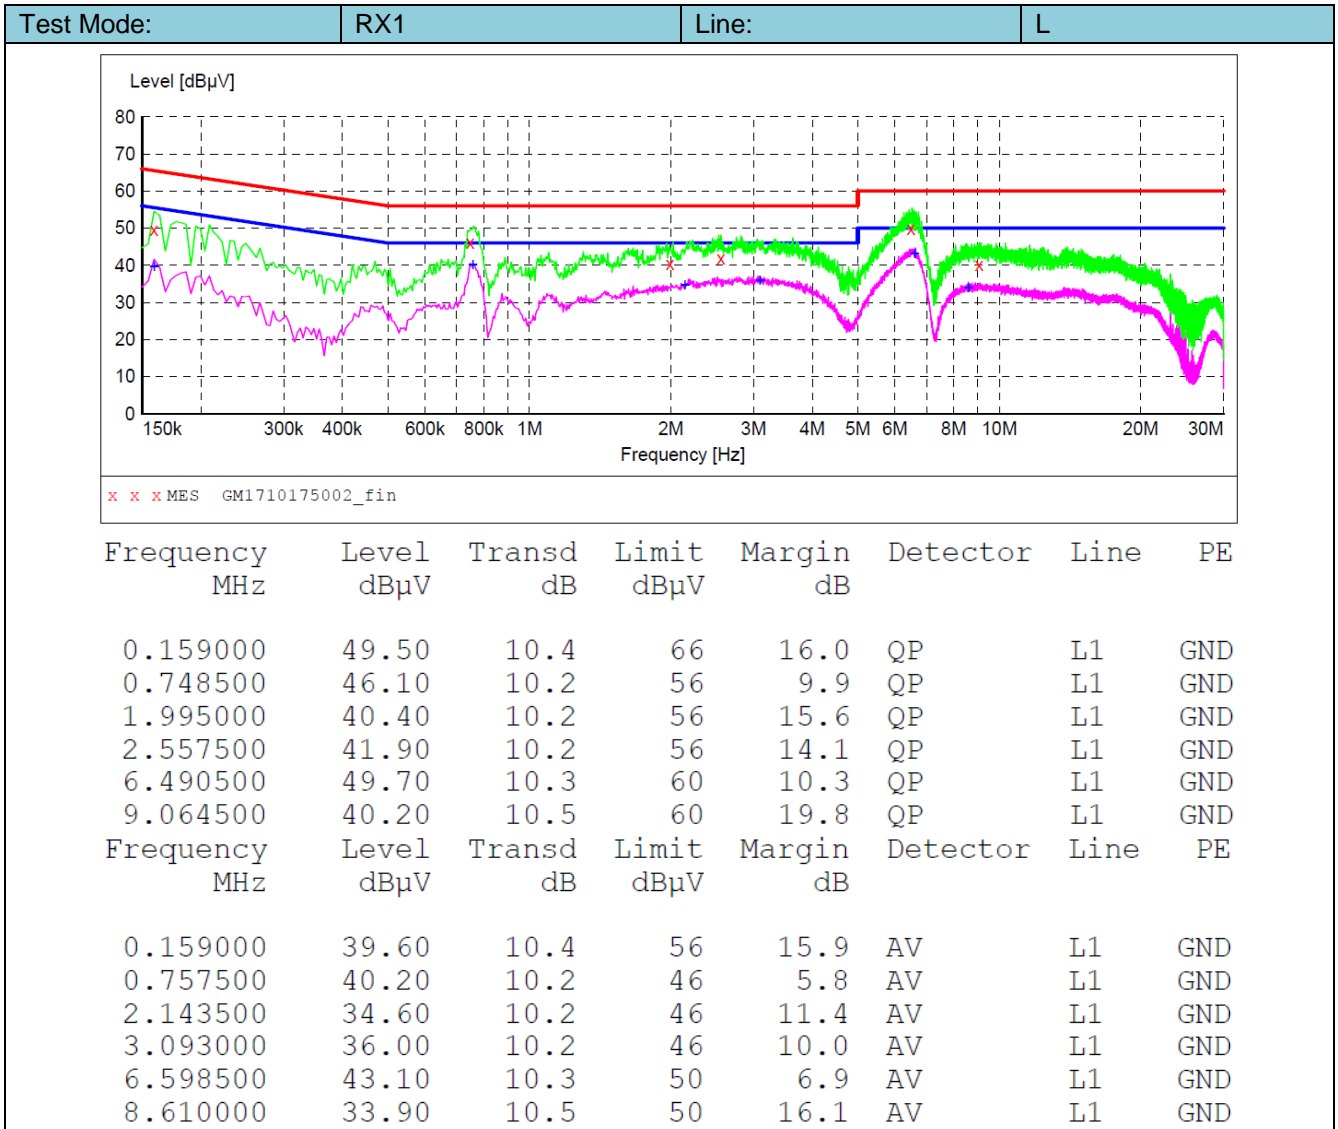 Test Mode: RX1 Line: L
Level [dBµV]
80
70
60
50
40
30
20
10
0
150k 300k 400k 600k 800k 1M 2M 3M 4M 5M 6M 8M 10M 20M 30M
Frequency [Hz]
x x x MES GM1710175002_fin
Frequency Level Transd Limit Margin Detector Line PE
MHz dBµV dB dBµV dB
0.159000 49.50 10.4 66 16.0 QP L1 GND
0.748500 46.10 10.2 56 9.9 QP L1 GND
1.995000 40.40 10.2 56 15.6 QP L1 GND
2.557500 41.90 10.2 56 14.1 QP L1 GND
6.490500 49.70 10.3 60 10.3 QP L1 GND
9.064500 40.20 10.5 60 19.8 QP L1 GND
Frequency Level Transd Limit Margin Detector Line PE
MHz dBµV dB dBµV dB
0.159000 39.60 10.4 56 15.9 AV L1 GND
0.757500 40.20 10.2 46 5.8 AV L1 GND
2.143500 34.60 10.2 46 11.4 AV L1 GND
3.093000 36.00 10.2 46 10.0 AV L1 GND
6.598500 43.10 10.3 50 6.9 AV L1 GND
8.610000 33.90 10.5 50 16.1 AV L1 GND